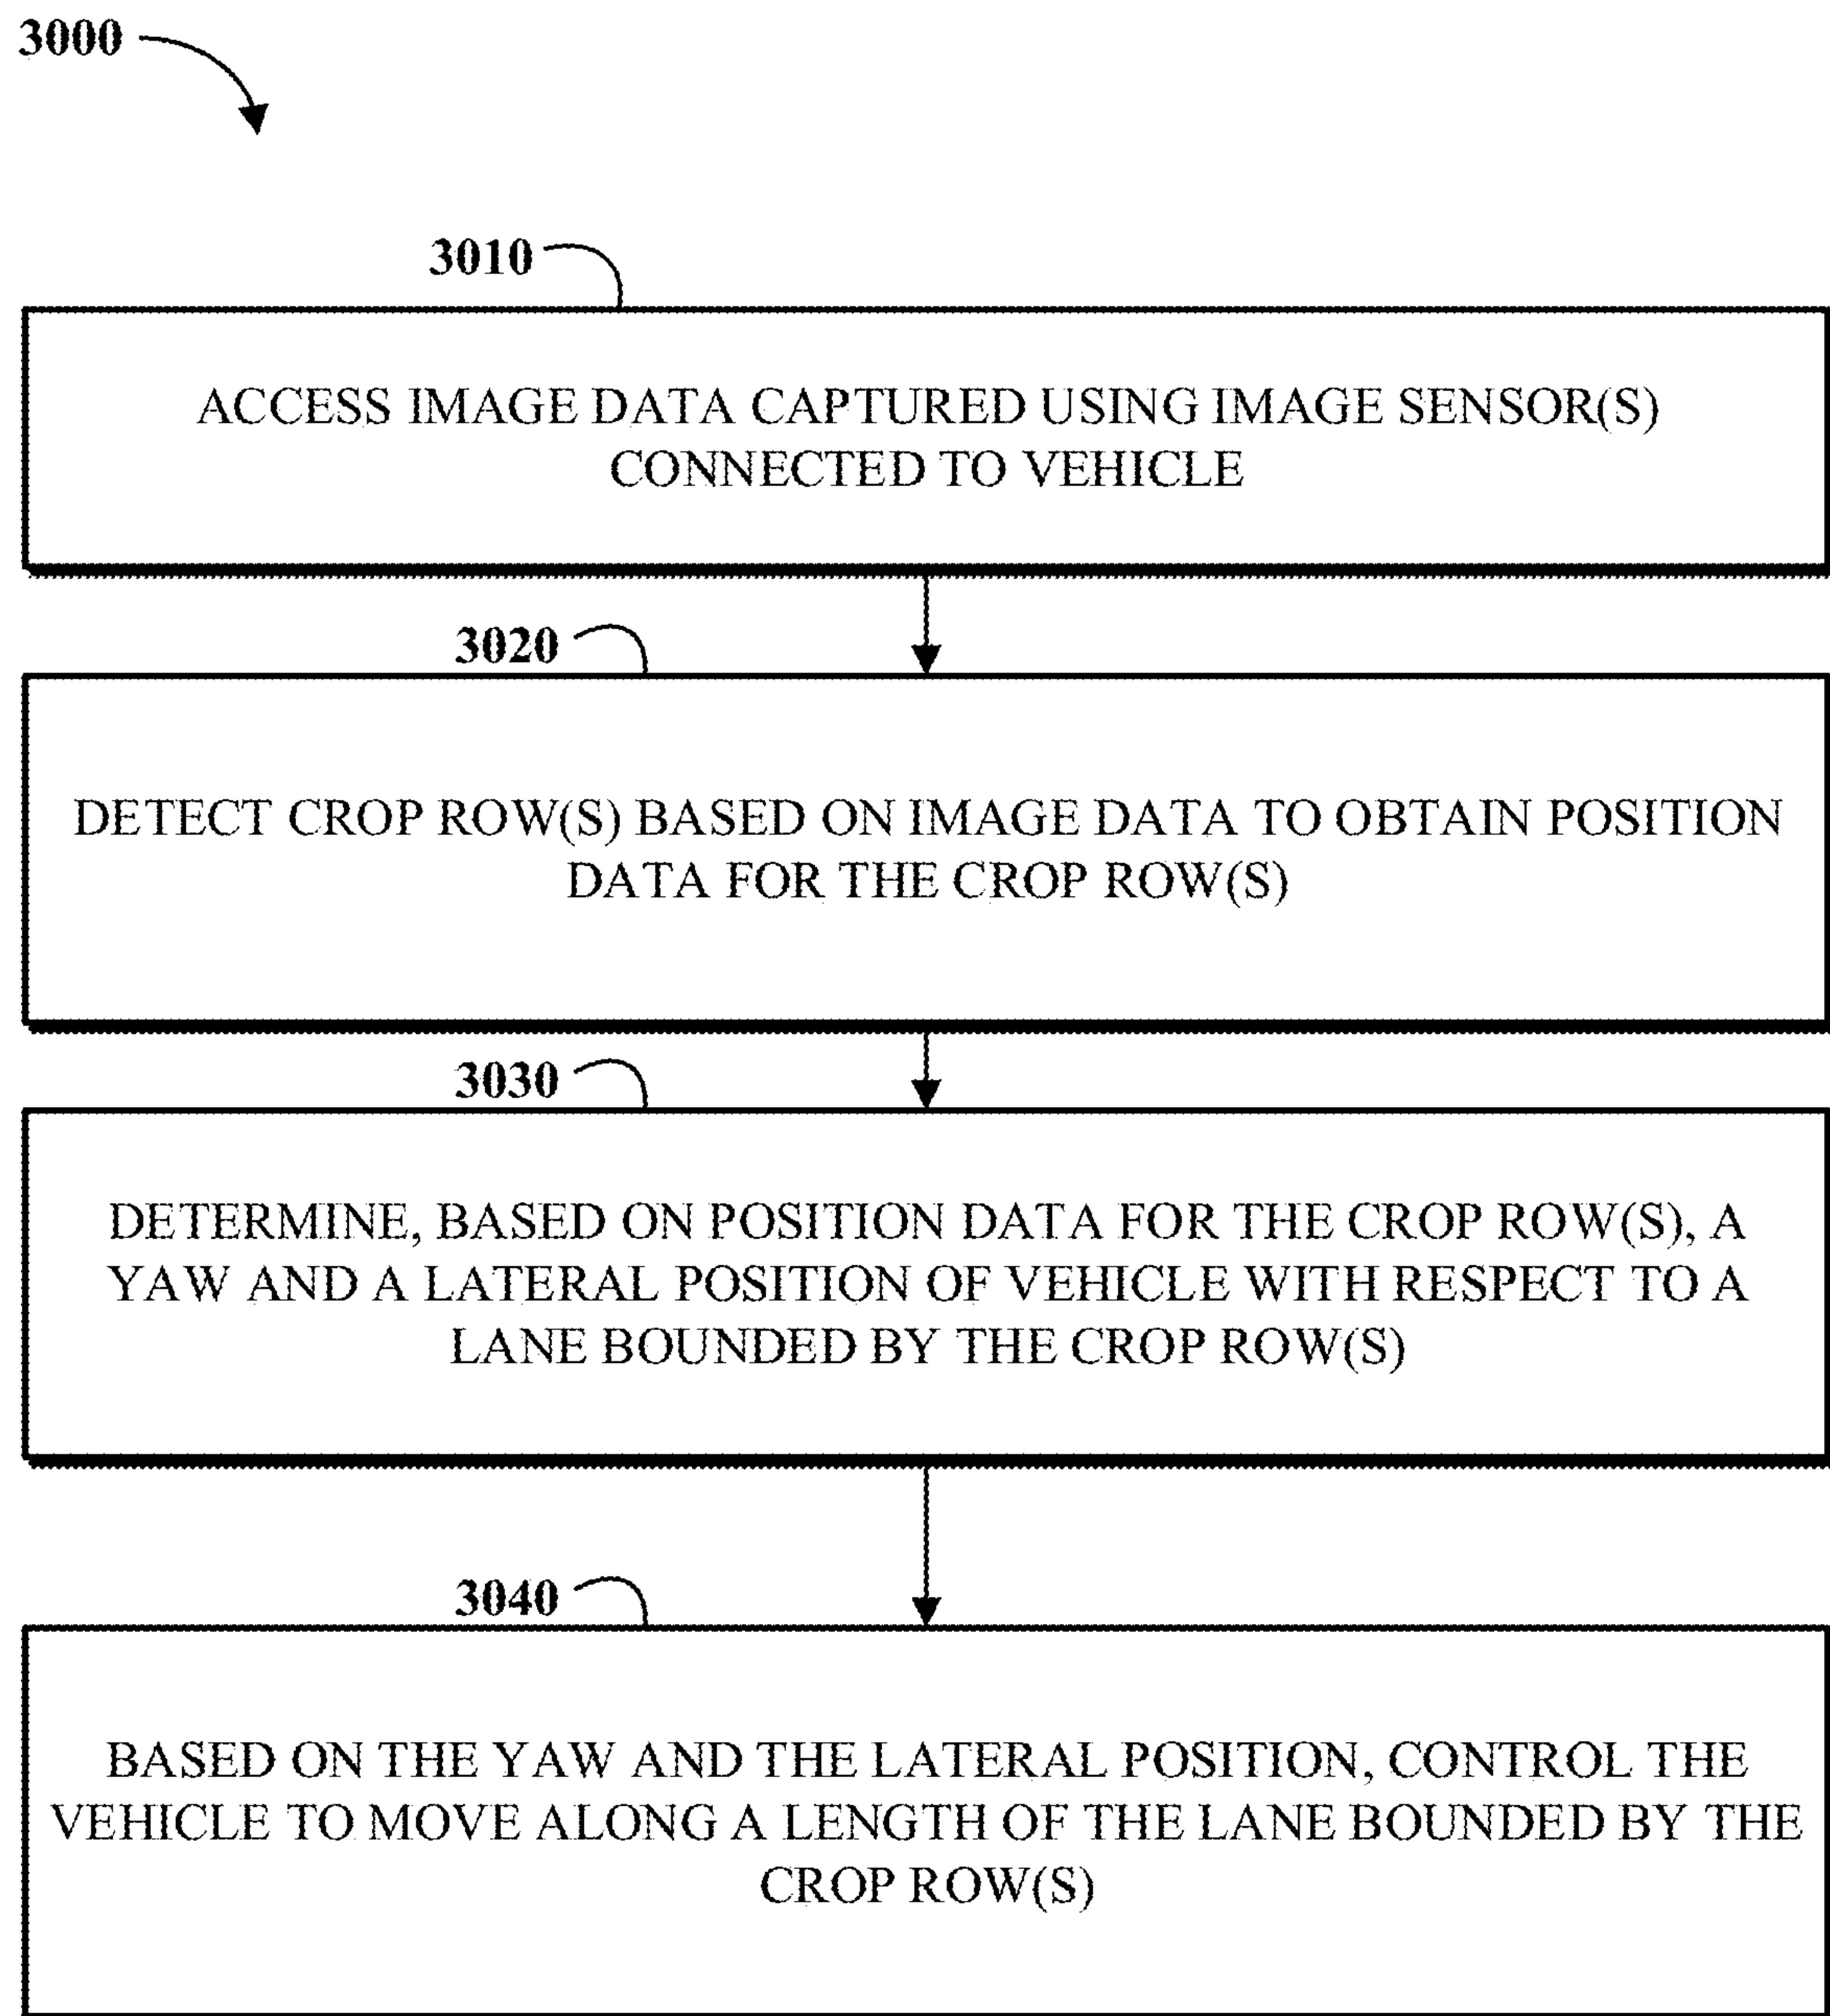 3000
3010
ACCESS IMAGE DATA CAPTURED USING IMAGE SENSOR(S)
CONNECTED TO VEHICLE
3020
DETECT CROP ROW(S) BASED ON IMAGE DATA TO OBTAIN POSITION
DATA FOR THE CROP ROW(S)
3030
DETERMINE, BASED ON POSITION DATA FOR THE CROP ROW(S), A
YAW AND A LATERAL POSITION OF VEHICLE WITH RESPECT TO A
LANE BOUNDED BY THE CROP ROW(S)
3040
BASED ON THE YAW AND THE LATERAL POSITION, CONTROL THE
VEHICLE TO MOVE ALONG A LENGTH OF THE LANE BOUNDED BY THE
CROP ROW(S)